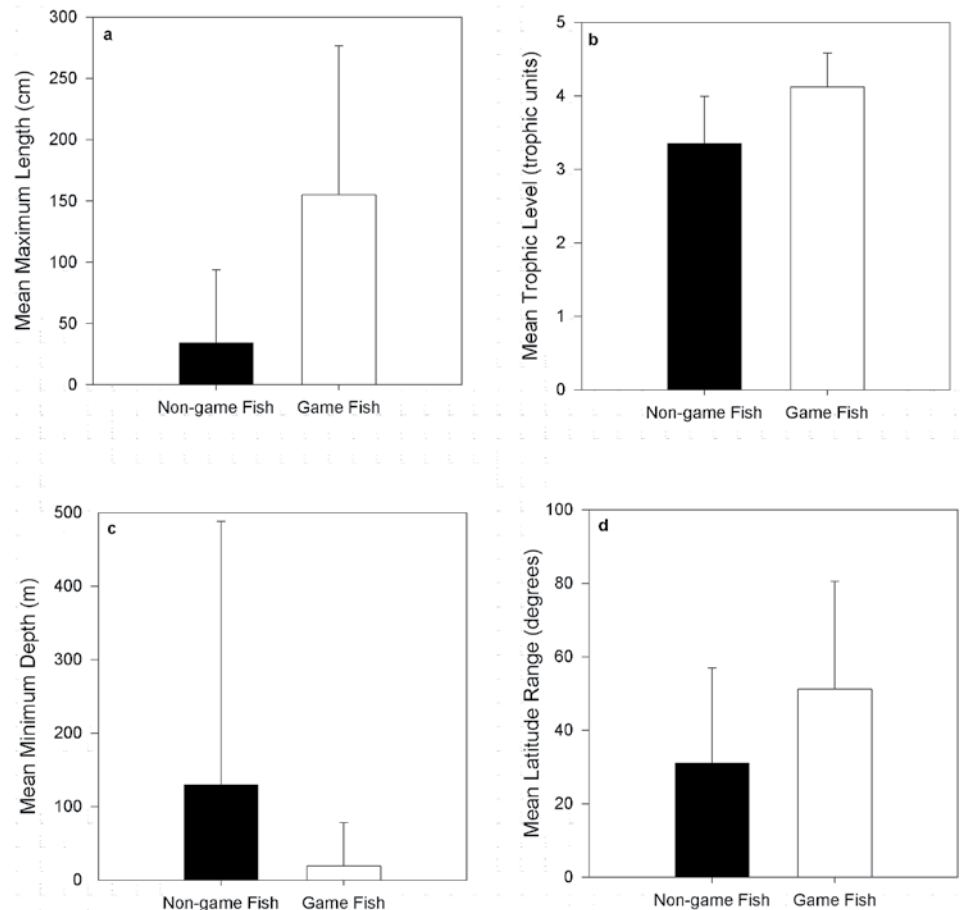 a
Mean Maximum Length (cm)
300
250
200
150
100
50
0
Non-game Fish Game Fish
b
Mean Trophic Level (trophic units)
5
4
3
2
1
0
Non-game Fish Game Fish
c
Mean Minimum Depth (m)
500
400
300
200
100
0
Non-game Fish Game Fish
d
Mean Latitude Range (degrees)
100
80
60
40
20
0
Non-game Fish Game Fish